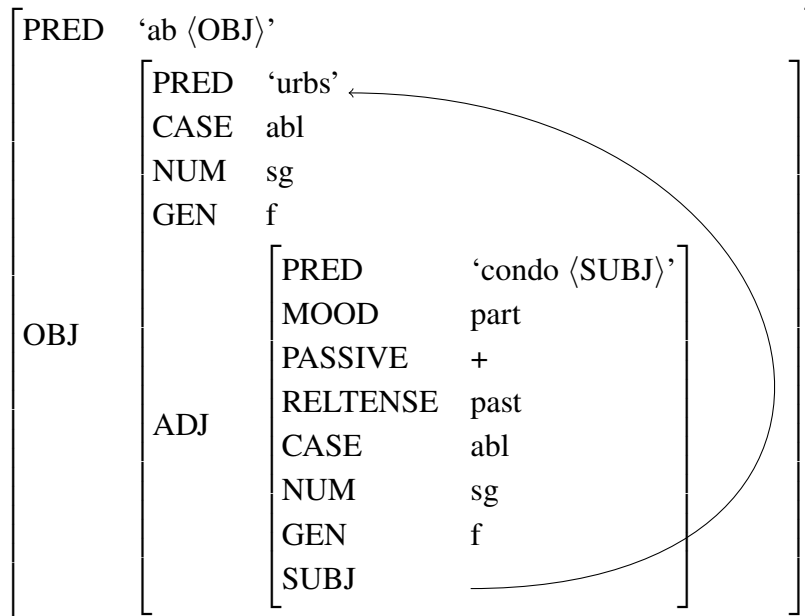 PRED ‘ab ⟨OBJ⟩’
PRED ‘urbs’
CASE abl
NUM sg
GEN f
PRED ‘condo ⟨SUBJ⟩’
MOOD part
OBJ
PASSIVE +
RELTENSE past
ADJ
CASE abl
NUM sg
GEN f
SUBJ